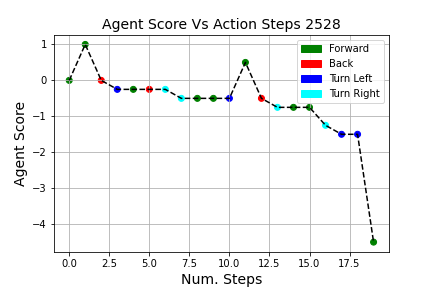 Agent Score Vs Action Steps 2528
Forward
Back
Turn Left
Turn Right
Agent Score
1
0
−1
−2
−3
−4
0.0 2.5 5.0 7.5 10.0 12.5 15.0 17.5
Num. Steps